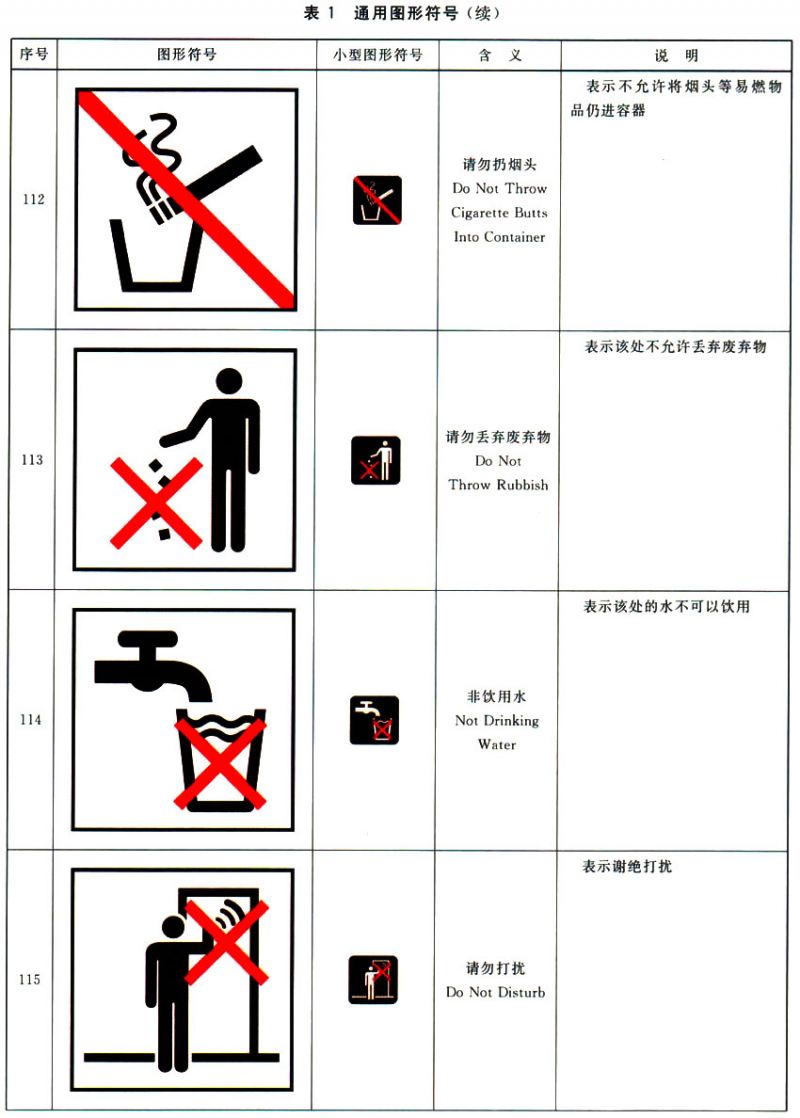 表 1 通用图形符号(续)
序号 图形符号 小型图形符号 含 义 说 明
112
请勿扔烟头
Do Not Throw
Cigarette Butts
Into Container
表示不允许将烟头等易燃物
品仍进容器
113
请勿丢弃废弃物
Do Not
Throw Rubbish
表示该处不允许丢弃废弃物
114
非饮用水
Not Drinking
Water
表示该处的水不可以饮用
115
请勿打扰
Do Not Disturb
表示谢绝打扰